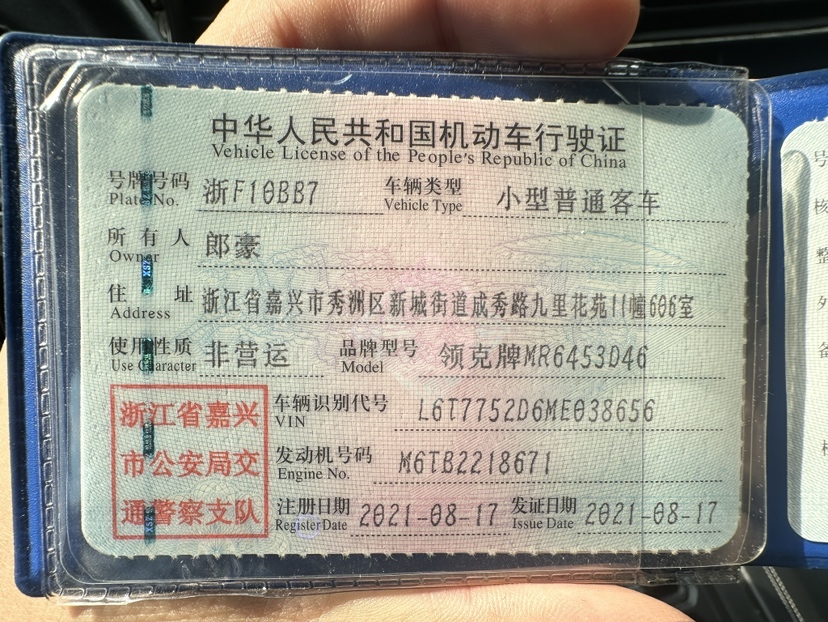 中华人民共和国机动车行驶证
Vehicle License of the People's Republic of China
号牌号码 浙F10BB7 车辆类型 小型普通客车
Plate No. Vehicle Type
所有人 郎豪
Owner
住址 浙江省嘉兴市秀洲区新城街道成秀路九里花苑11幢606室
Address
使用性质 非营运 品牌型号 领克牌MR6453D46
Use Character Model
浙江省嘉兴
市公安局交
通警察支队
车辆识别代号 L6T7752D6ME038656
VIN
发动机号码 M6TB2218671
Engine No.
注册日期 2021-08-17 发证日期 2021-08-17
Register Date Issue Date
号
核
整
外
备